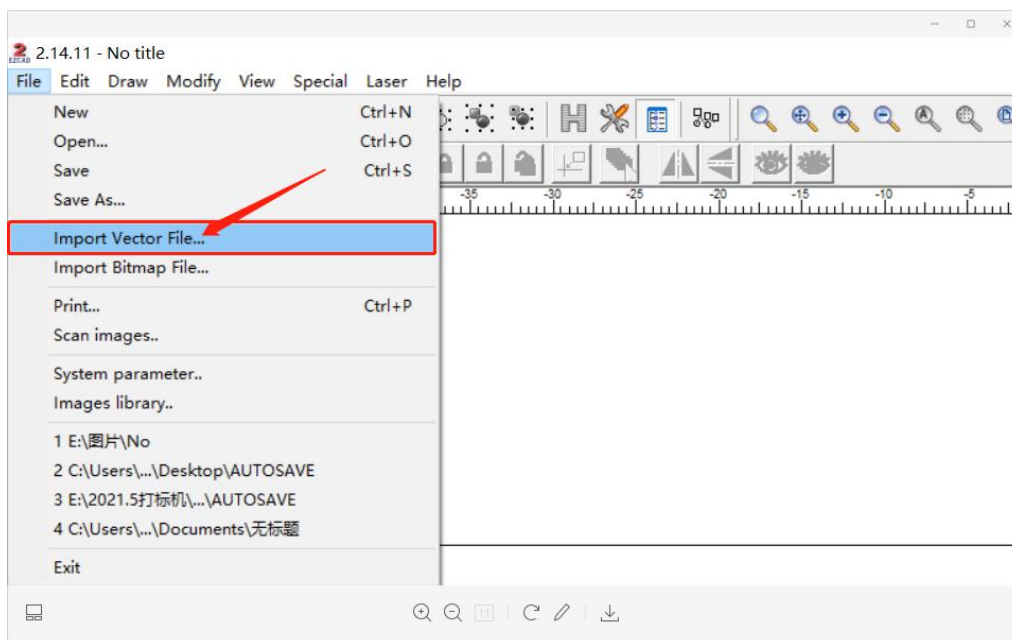 2.14.11 - No title
File Edit Draw Modify View Special Laser Help
New Ctrl+N
Open... Ctrl+O
Save Ctrl+S
Save As...
Import Vector File...
Import Bitmap File...
Print... Ctrl+P
Scan images..
System parameter..
Images library..
1 E:\图片\No
2 C:\Users\...\Desktop\AUTOSAVE
3 E:\2021.5打标机\...\AUTOSAVE
4 C:\Users\...\Documents\无标题
Exit
-35 -30 -25 -20 -15 -10 -5
1:1